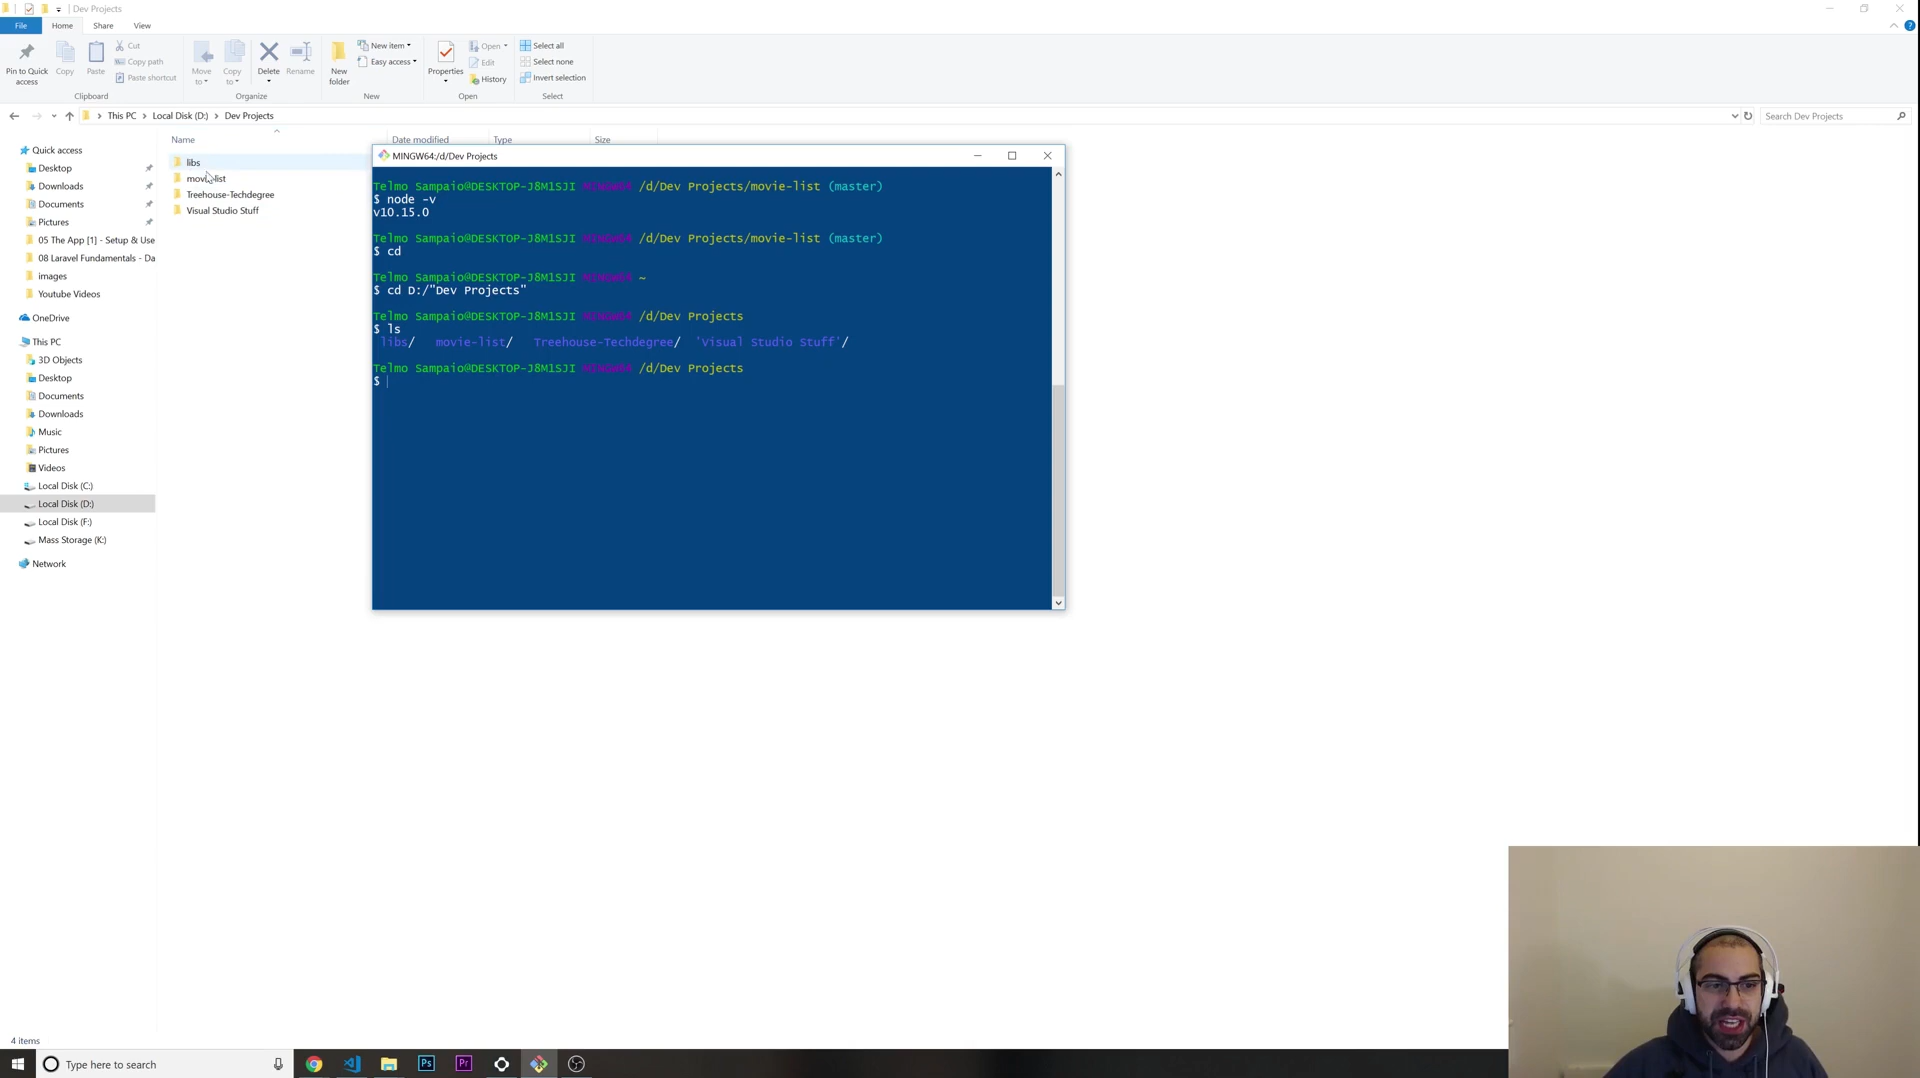 Dev Projects
File Home Share View
Pin to Quick access
Copy
Paste
Cut
Copy path
Paste shortcut
Clipboard
Move to
Copy to
Delete
Rename
Organize
New folder
New item
Easy access
New
Properties
Open
Edit
History
Open
Select all
Select none
Invert selection
Select
This PC > Local Disk (D:) > Dev Projects
Search Dev Projects
Name Date modified Type Size
Quick access
Desktop
Downloads
Documents
Pictures
05 The App [1] - Setup & Use
08 Laravel Fundamentals - Da
images
Youtube Videos
OneDrive
This PC
3D Objects
Desktop
Documents
Downloads
Music
Pictures
Videos
Local Disk (C:)
Local Disk (D:)
Local Disk (F:)
Mass Storage (K:)
Network
libs
movie-list
Treehouse-Techdegree
Visual Studio Stuff
MINGW64:/d/Dev Projects
Telmo Sampaio@DESKTOP-J8M1SJI MINGW64 /d/Dev Projects/movie-list (master)
$ node -v
v10.15.0
Telmo Sampaio@DESKTOP-J8M1SJI MINGW64 /d/Dev Projects/movie-list (master)
$ cd
Telmo Sampaio@DESKTOP-J8M1SJI MINGW64 ~
$ cd D:/"Dev Projects"
Telmo Sampaio@DESKTOP-J8M1SJI MINGW64 /d/Dev Projects
$ ls
libs/ movie-list/ Treehouse-Techdegree/ 'Visual Studio Stuff'/
Telmo Sampaio@DESKTOP-J8M1SJI MINGW64 /d/Dev Projects
$
4 items
Type here to search
Ps
Pr